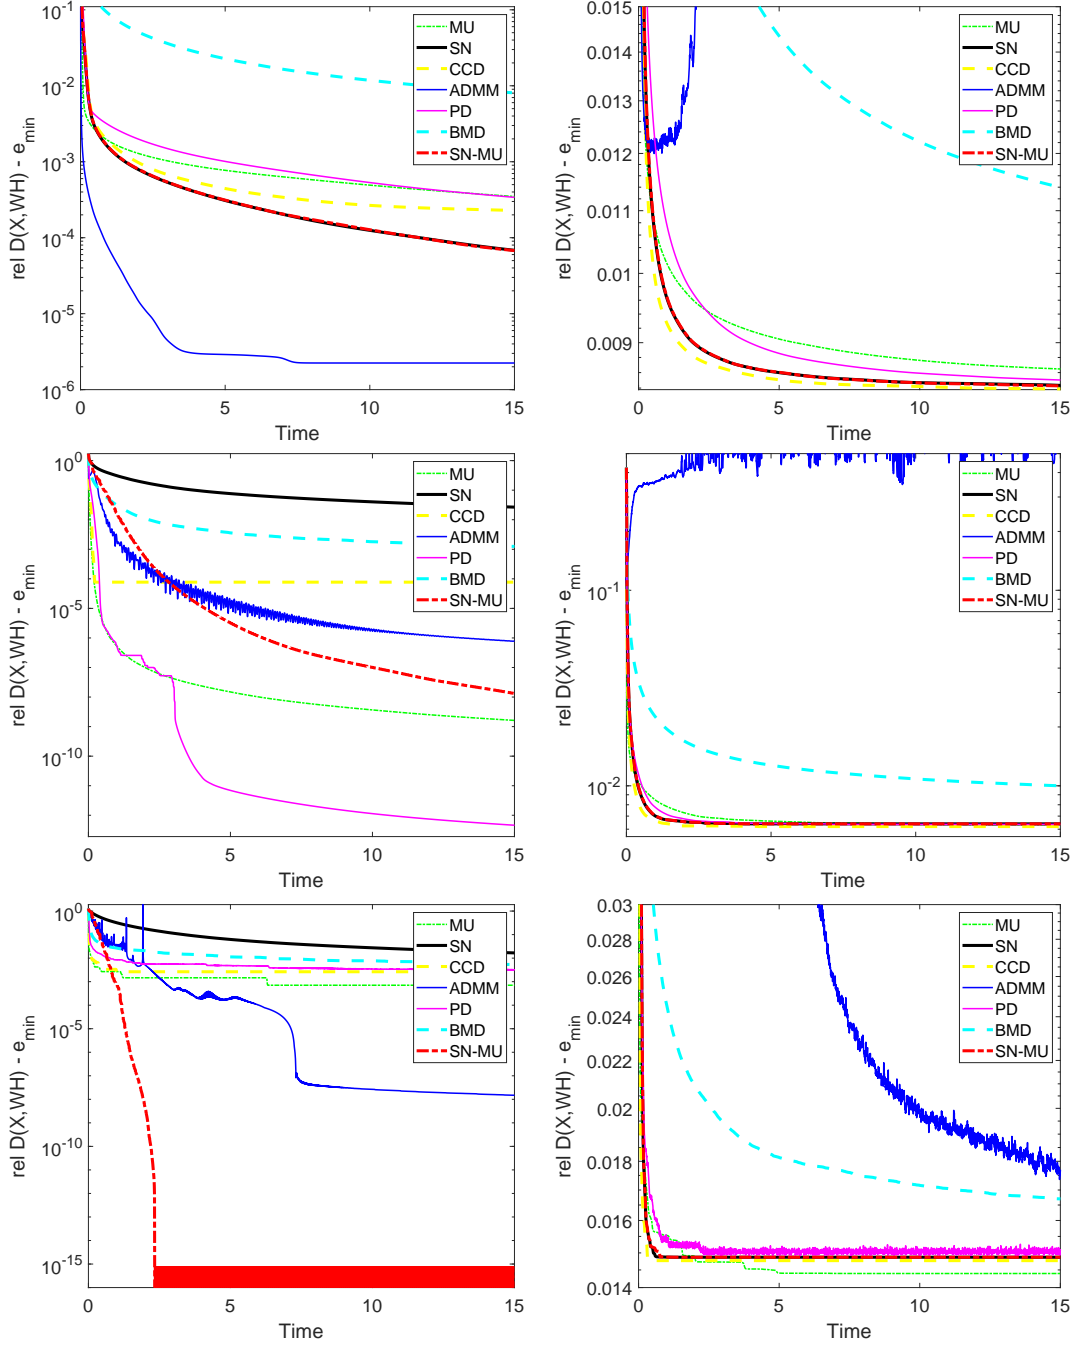 10^-1
10^-2
10^-3
10^-4
10^-5
10^-6
0 5 10 15
Time
rel D(X,WH) - e_min
MU
SN
CCD
ADMM
PD
BMD
SN-MU
0.015
0.014
0.013
0.012
0.011
0.01
0.009
0 5 10 15
Time
rel D(X,WH) - e_min
MU
SN
CCD
ADMM
PD
BMD
SN-MU
10^0
10^-5
10^-10
0 5 10 15
Time
rel D(X,WH) - e_min
MU
SN
CCD
ADMM
PD
BMD
SN-MU
10^-1
10^-2
0 5 10 15
Time
rel D(X,WH) - e_min
MU
SN
CCD
ADMM
PD
BMD
SN-MU
10^0
10^-5
10^-10
10^-15
0 5 10 15
Time
rel D(X,WH) - e_min
MU
SN
CCD
ADMM
PD
BMD
SN-MU
0.03
0.028
0.026
0.024
0.022
0.02
0.018
0.016
0.014
0 5 10 15
Time
rel D(X,WH) - e_min
MU
SN
CCD
ADMM
PD
BMD
SN-MU